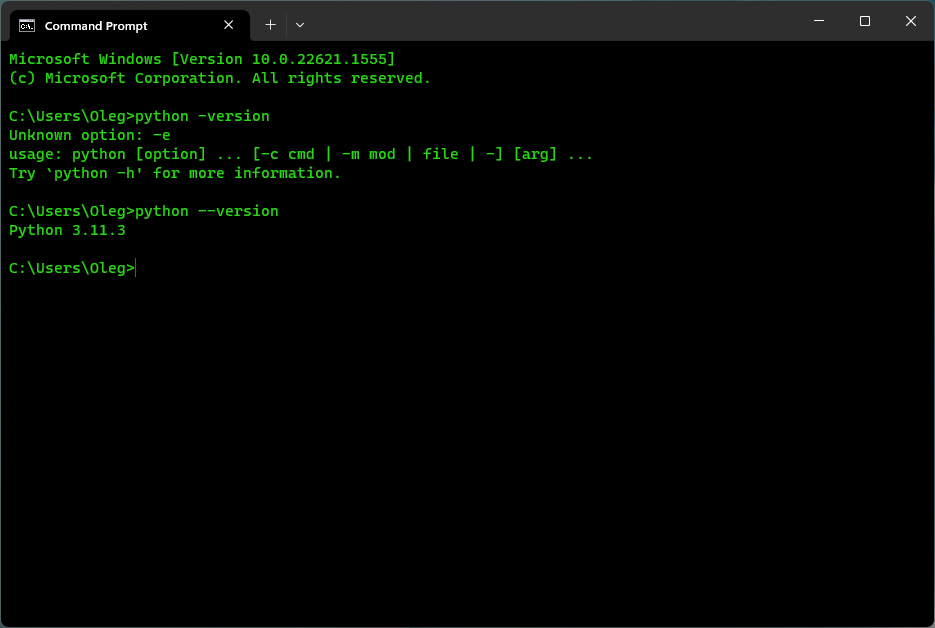 Command Prompt
Microsoft Windows [Version 10.0.22621.1555]
(c) Microsoft Corporation. All rights reserved.
C:\Users\Oleg>python -version
Unknown option: -e
usage: python [option] ... [-c cmd | -m mod | file | -] [arg] ...
Try `python -h' for more information.
C:\Users\Oleg>python --version
Python 3.11.3
C:\Users\Oleg>